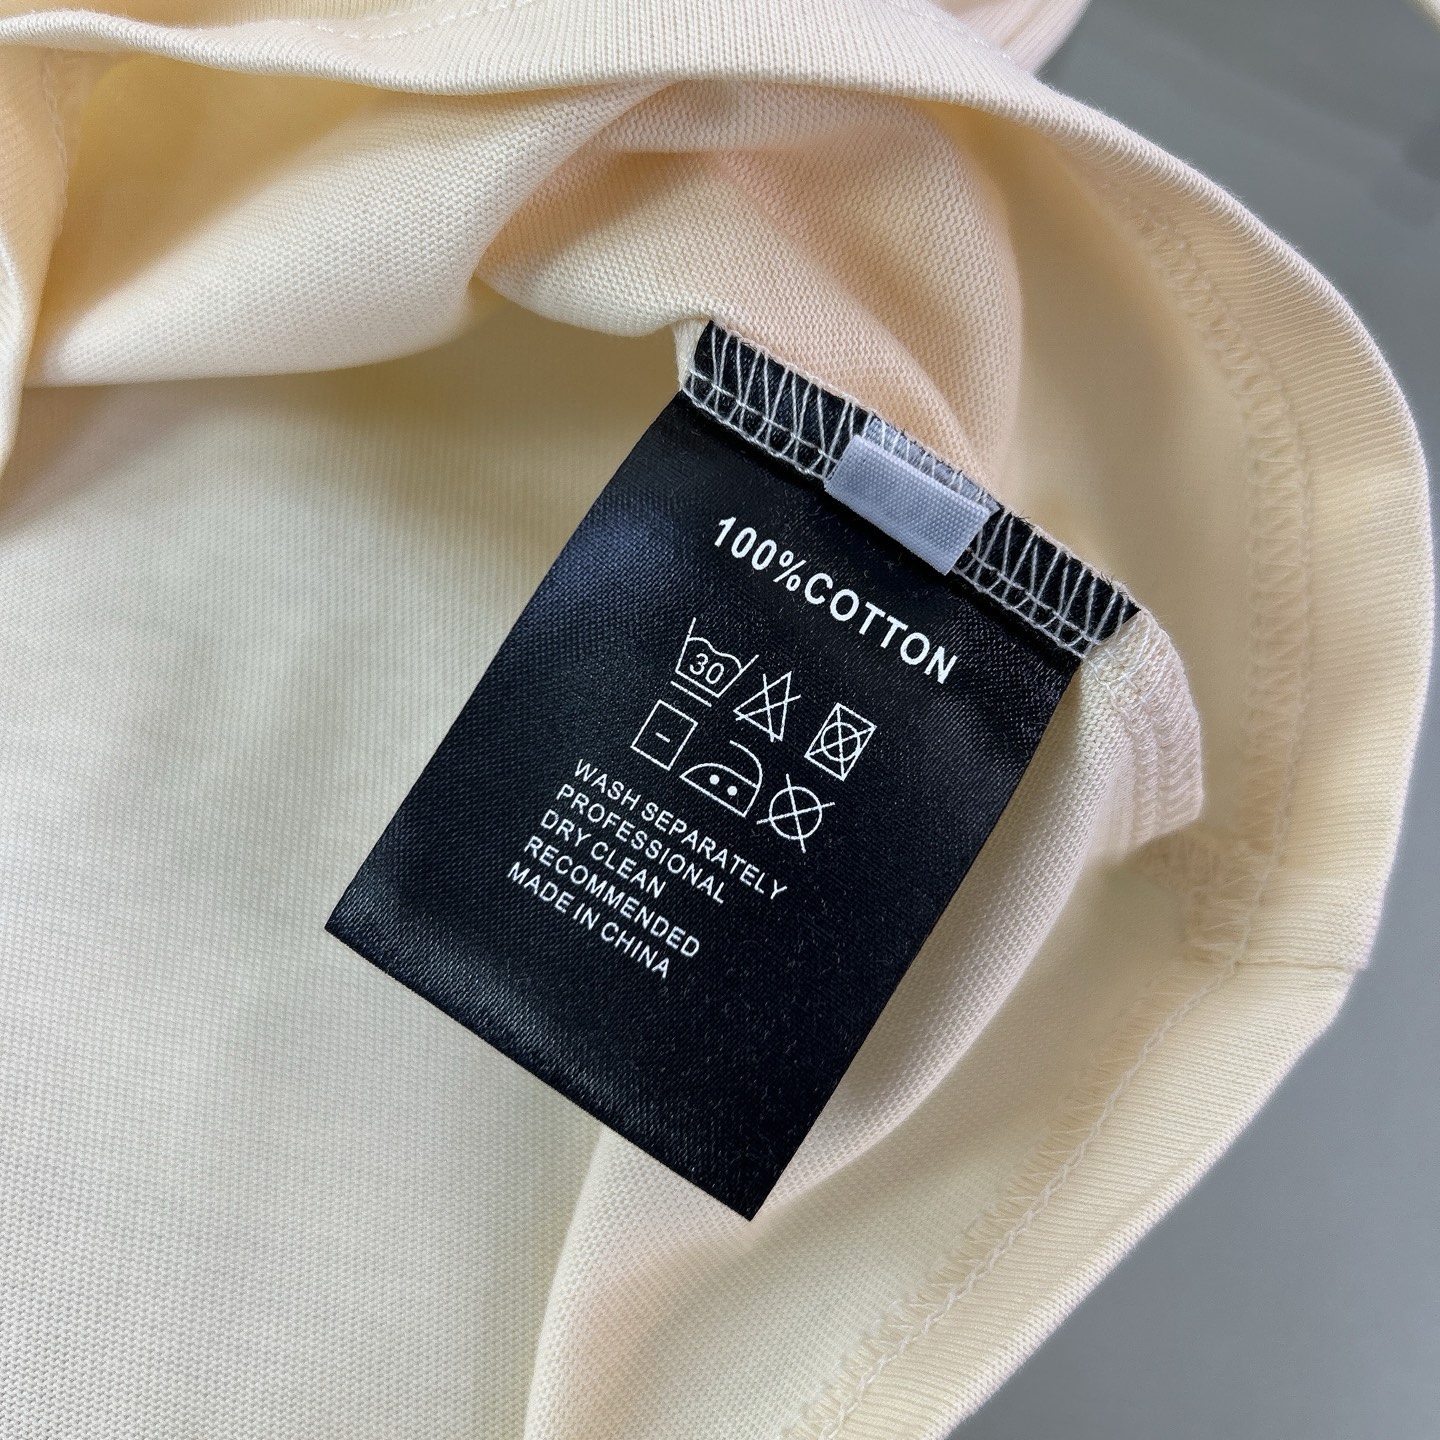 100%COTTON
30
WASH SEPARATELY
PROFESSIONAL
DRY CLEAN
RECOMMENDED
MADE IN CHINA